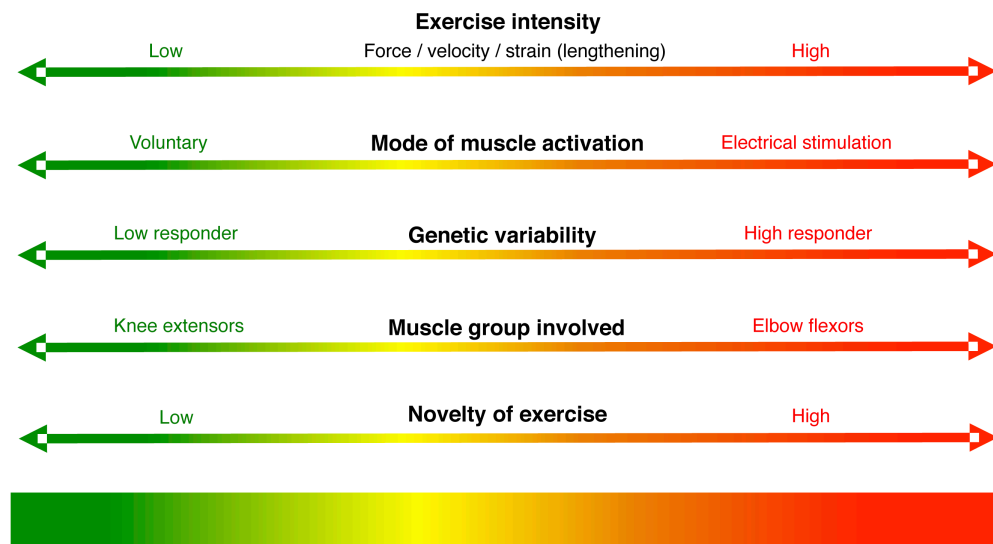 Exercise intensity
Low Force / velocity / strain (lengthening) High
Voluntary Mode of muscle activation Electrical stimulation
Low responder Genetic variability High responder
Knee extensors Muscle group involved Elbow flexors
Low Novelty of exercise High